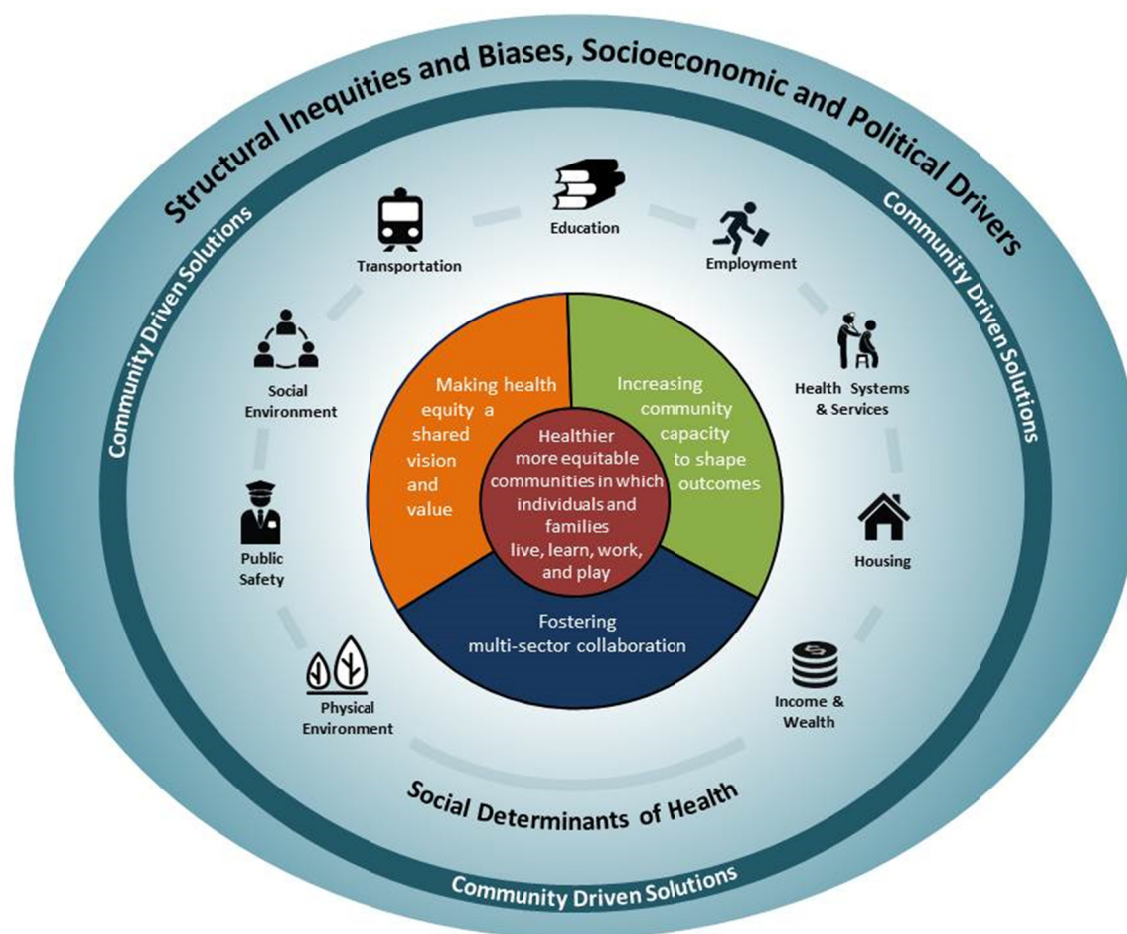 Structural Inequities and Biases, Socioeconomic and Political Drivers
Community Driven Solutions
Community Driven Solutions
Education
Transportation
Employment
Social
Environment
Health Systems
& Services
Public
Safety
Housing
Physical
Environment
Income &
Wealth
Making health
equity a
shared
vision
and
value
Increasing
community
capacity
to shape
outcomes
Healthier
more equitable
communities in which
individuals and
families
live, learn, work,
and play
Fostering
multi-sector collaboration
Social Determinants of Health
Community Driven Solutions